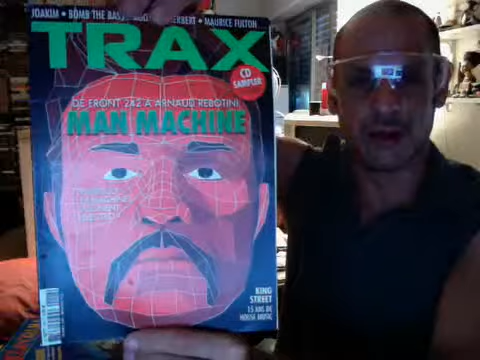 JOAKIM • BOMB THE BASS HERBERT • MAURICE FULTON
TRAX
CD
SAMPLER
DE FRONT 242 À ARNAUD REBOTINI
MAN MACHINE
KING
STREET
15 ANS DE
HOUSE MUSIC